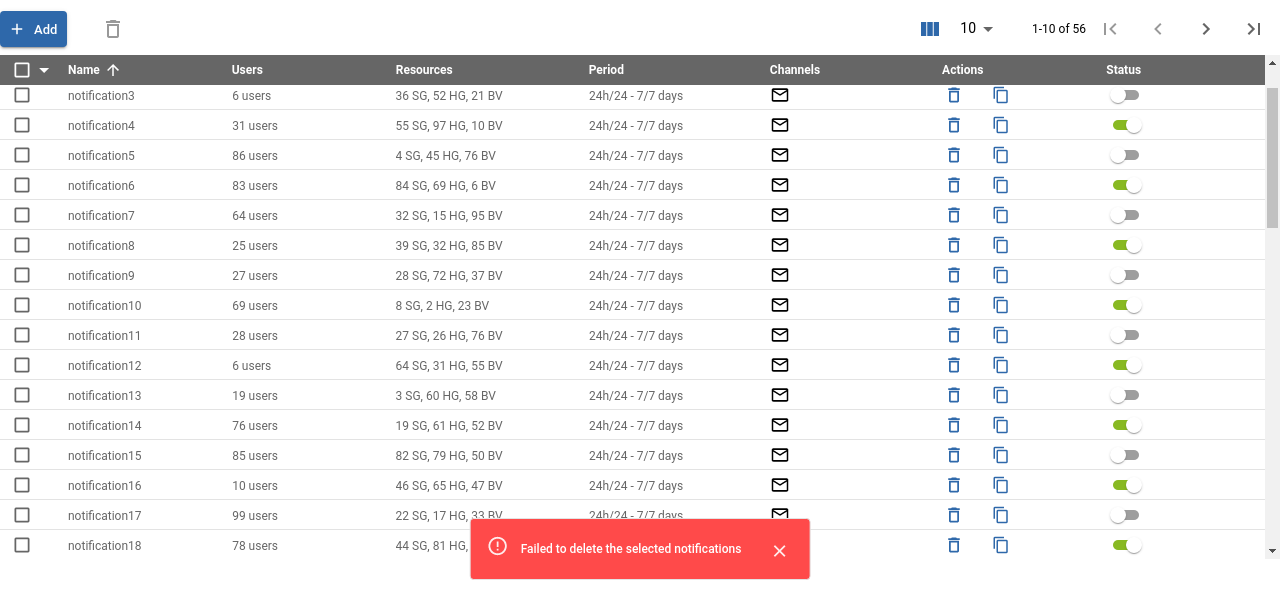 Add 10 1-10 of 56
Name Users Resources Period Channels Actions Status
notification3 6 users 36 SG, 52 HG, 21 BV 24h/24 - 7/7 days
notification4 31 users 55 SG, 97 HG, 10 BV 24h/24 - 7/7 days
notification5 86 users 4 SG, 45 HG, 76 BV 24h/24 - 7/7 days
notification6 83 users 84 SG, 69 HG, 6 BV 24h/24 - 7/7 days
notification7 64 users 32 SG, 15 HG, 95 BV 24h/24 - 7/7 days
notification8 25 users 39 SG, 32 HG, 85 BV 24h/24 - 7/7 days
notification9 27 users 28 SG, 72 HG, 37 BV 24h/24 - 7/7 days
notification10 69 users 8 SG, 2 HG, 23 BV 24h/24 - 7/7 days
notification11 28 users 27 SG, 26 HG, 76 BV 24h/24 - 7/7 days
notification12 6 users 64 SG, 31 HG, 55 BV 24h/24 - 7/7 days
notification13 19 users 3 SG, 60 HG, 58 BV 24h/24 - 7/7 days
notification14 76 users 19 SG, 61 HG, 52 BV 24h/24 - 7/7 days
notification15 85 users 82 SG, 79 HG, 50 BV 24h/24 - 7/7 days
notification16 10 users 46 SG, 65 HG, 47 BV 24h/24 - 7/7 days
notification17 99 users 22 SG, 17 HG, 33 BV 24h/24 - 7/7 days
notification18 78 users 44 SG, 81 HG,
Failed to delete the selected notifications